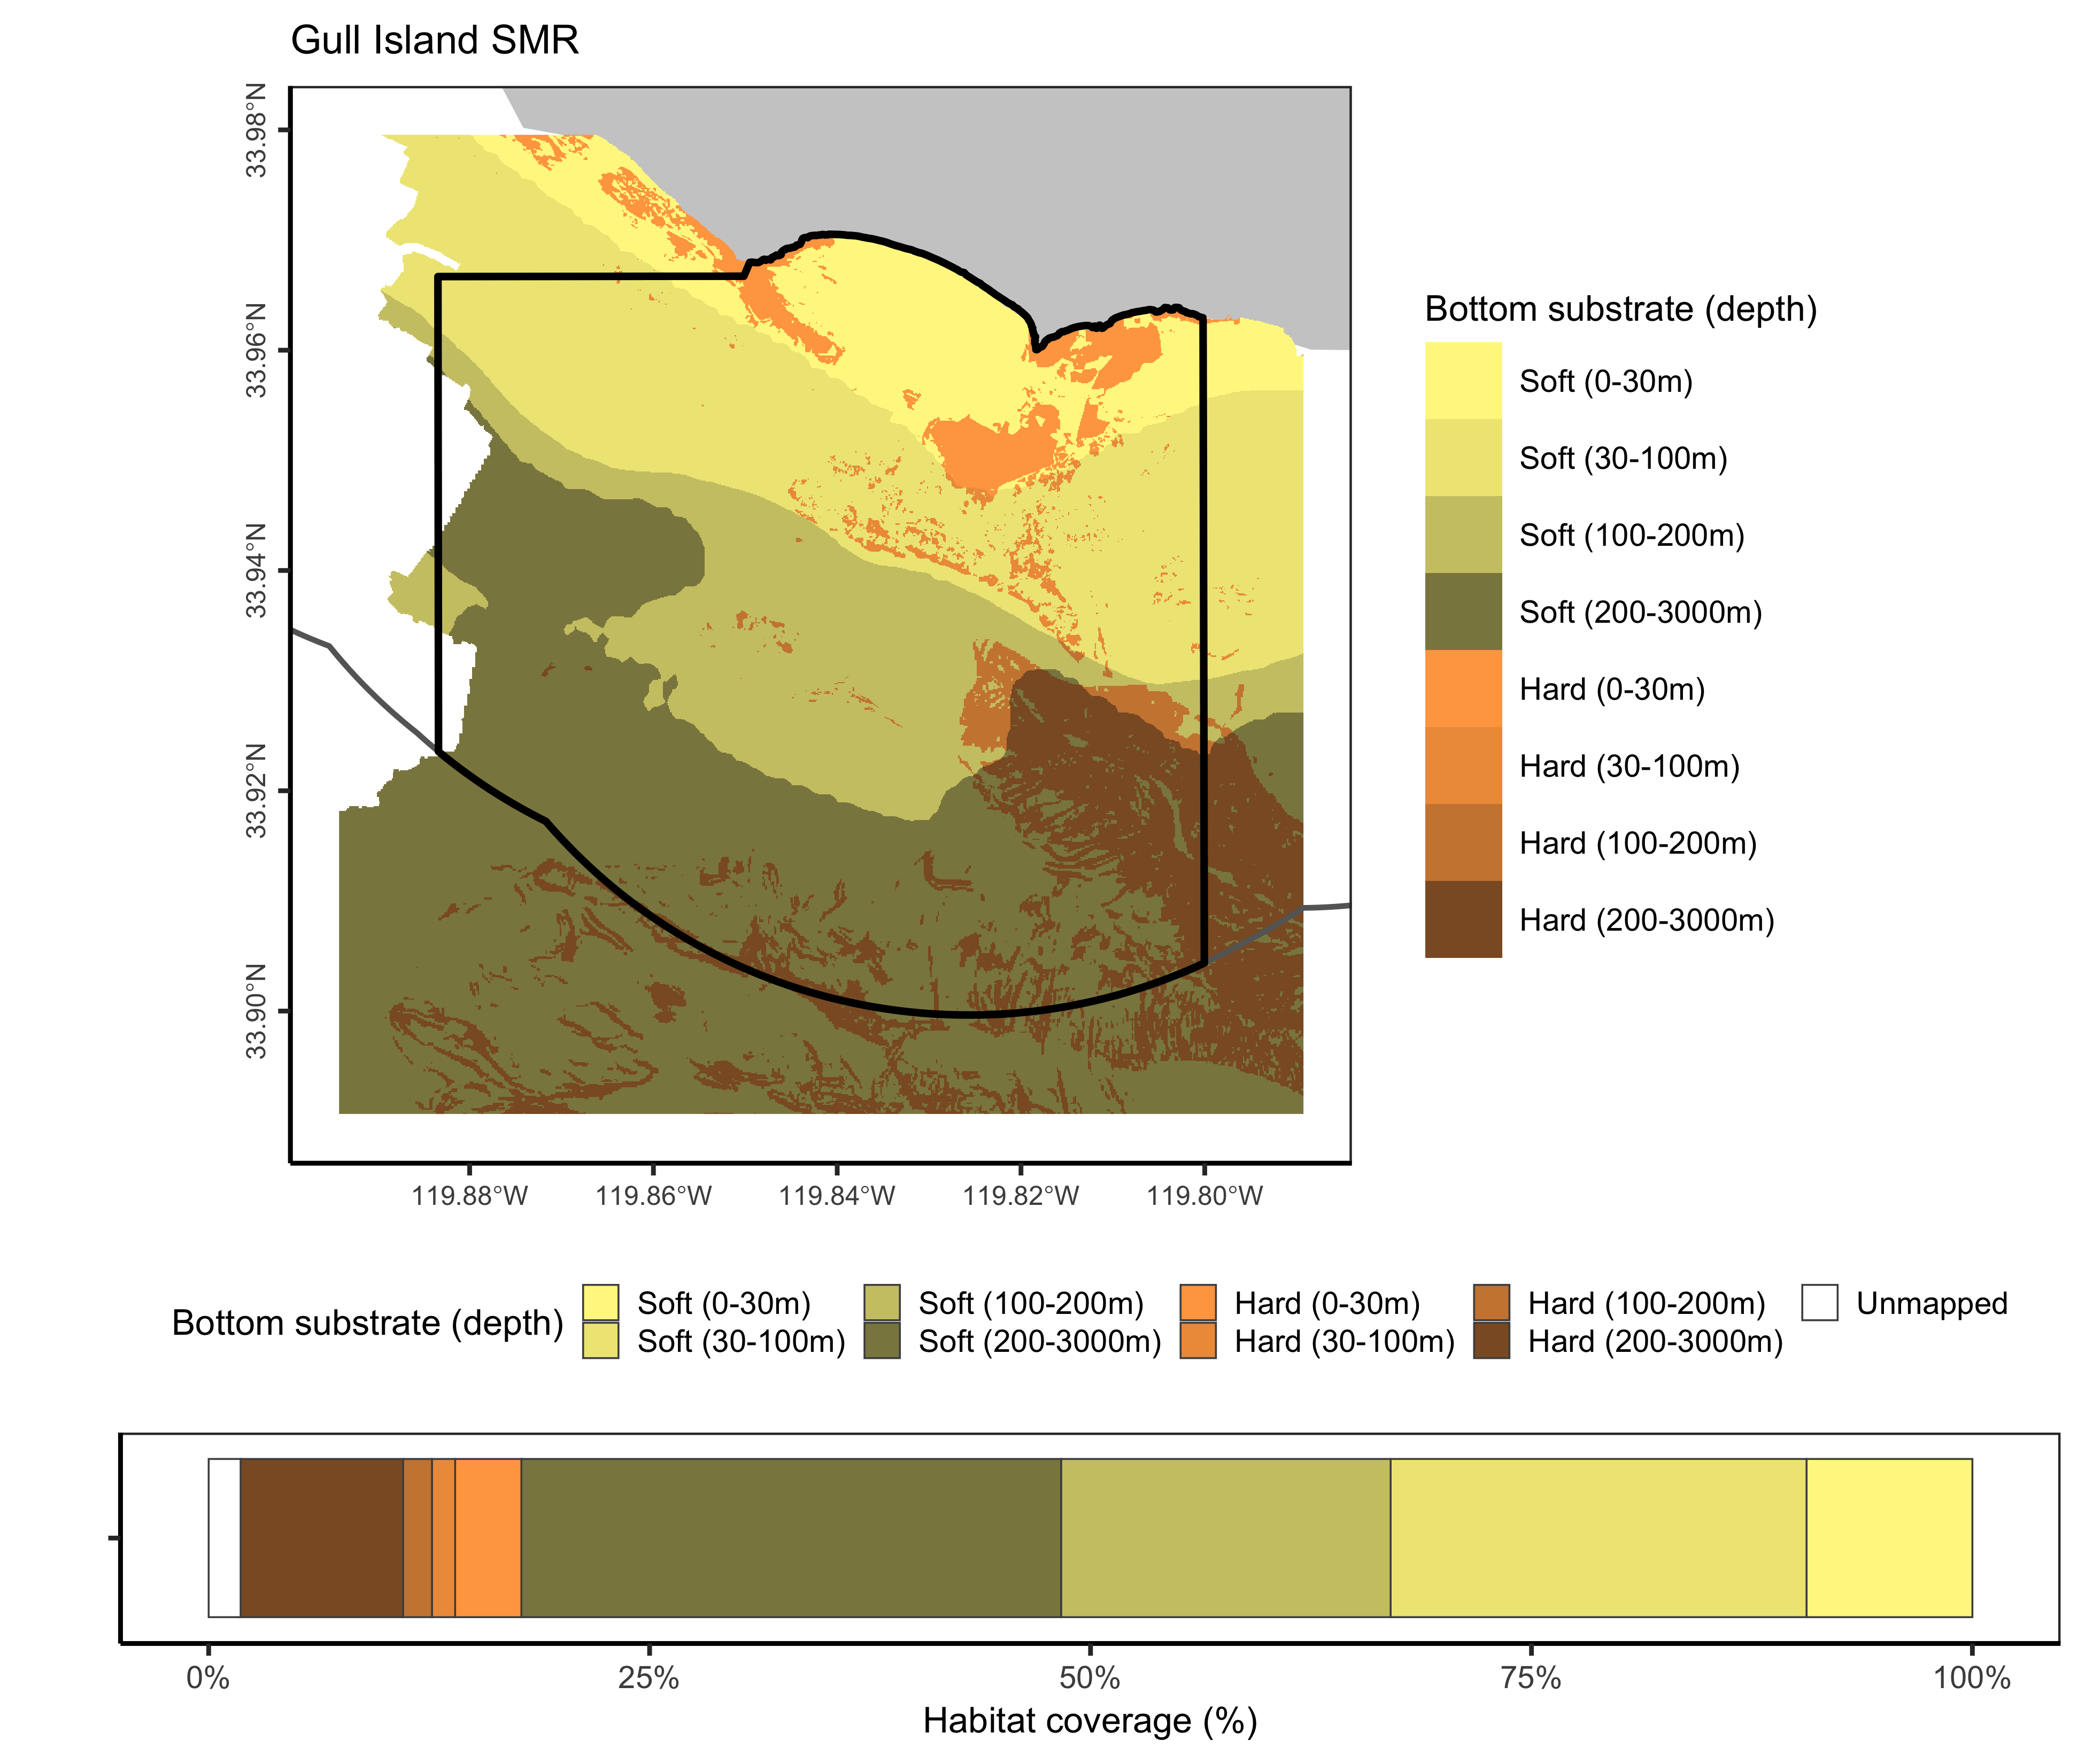 Gull Island SMR
33.98°N
33.96°N
33.94°N
33.92°N
33.90°N
119.88°W 119.86°W 119.84°W 119.82°W 119.80°W
Bottom substrate (depth)
Soft (0-30m)
Soft (30-100m)
Soft (100-200m)
Soft (200-3000m)
Hard (0-30m)
Hard (30-100m)
Hard (100-200m)
Hard (200-3000m)
Bottom substrate (depth)
Soft (0-30m) Soft (100-200m) Hard (0-30m) Hard (100-200m) Unmapped
Soft (30-100m) Soft (200-3000m) Hard (30-100m) Hard (200-3000m)
0% 25% 50% 75% 100%
Habitat coverage (%)